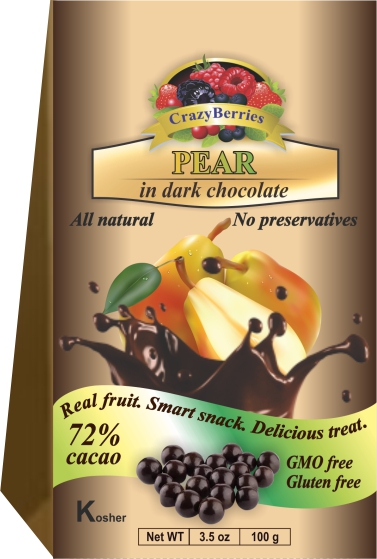 CrazyBerries
PEAR
in dark chocolate
All natural No preservatives
Real fruit. Smart snack. Delicious treat.
72%
cacao
GMO free
Gluten free
Kosher
Net WT 3.5 oz 100 g